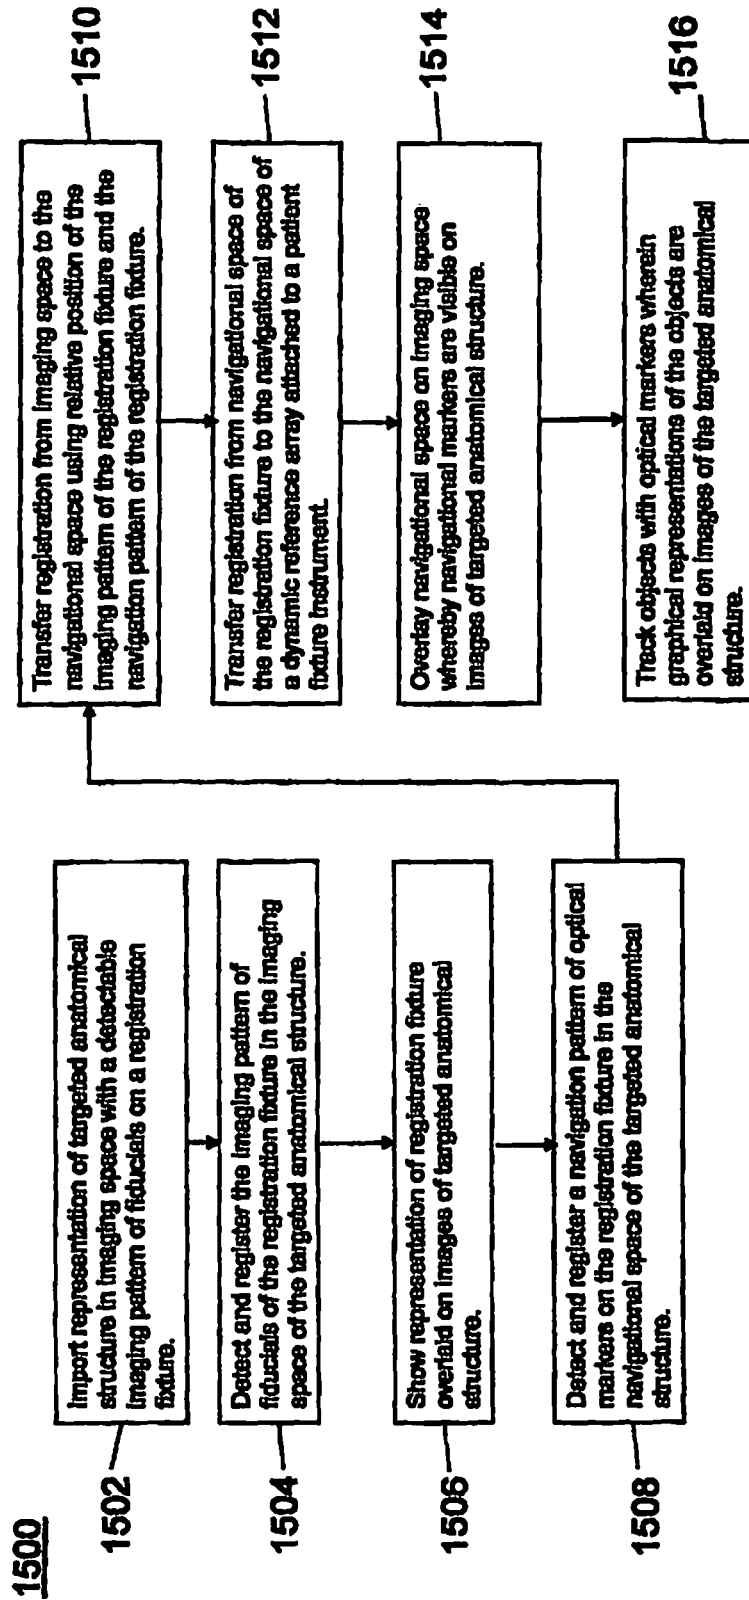 1500
1502
Import representation of targeted anatomical
structure in imaging space with a detectable
imaging pattern of fiducials on a registration
fixture.
1504
Detect and register the imaging pattern of
fiducials of the registration fixture in the imaging
space of the targeted anatomical structure.
1506
Show representation of registration fixture
overlaid on images of targeted anatomical
structure.
1508
Detect and register a navigation pattern of optical
markers on the registration fixture in the
navigational space of the targeted anatomical
structure.
1510
Transfer registration from imaging space to the
navigational space using relative position of the
imaging pattern of the registration fixture and the
navigation pattern of the registration fixture.
1512
Transfer registration from navigational space of
the registration fixture to the navigational space of
a dynamic reference array attached to a patient
fixture instrument.
1514
Overlay navigational space on imaging space
whereby navigational markers are visible on
images of targeted anatomical structure.
1516
Track objects with optical markers wherein
graphical representations of the objects are
overlaid on images of the targeted anatomical
structure.